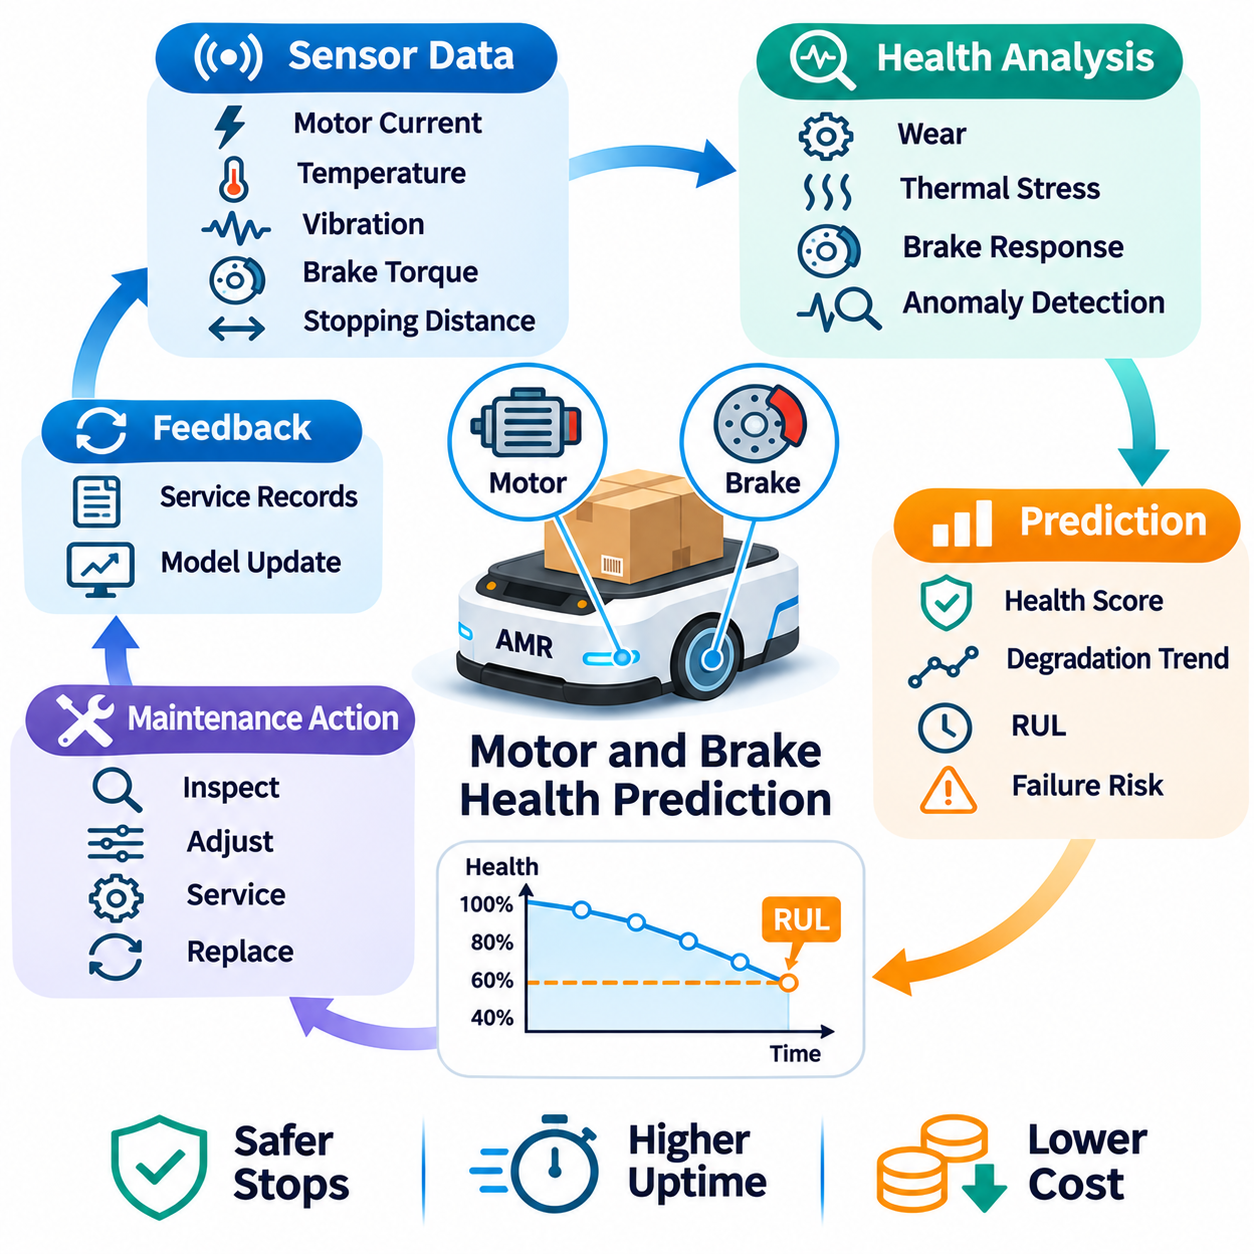 Sensor Data
Motor Current
Temperature
Vibration
Brake Torque
Stopping Distance
Health Analysis
Wear
Thermal Stress
Brake Response
Anomaly Detection
Feedback
Service Records
Model Update
Motor
Brake
AMR
Prediction
Health Score
Degradation Trend
RUL
Failure Risk
Maintenance Action
Inspect
Adjust
Service
Replace
Motor and Brake
Health Prediction
Health
100%
80%
60%
40%
RUL
Time
Safer
Stops
Higher
Uptime
Lower
Cost